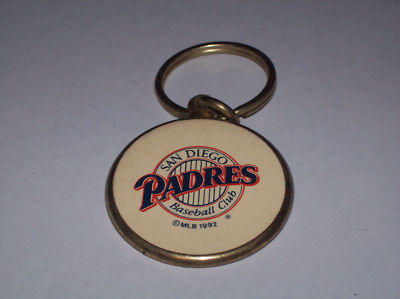 SAN DIEGO
PADRES
Baseball Club
© MLB 1992 ®